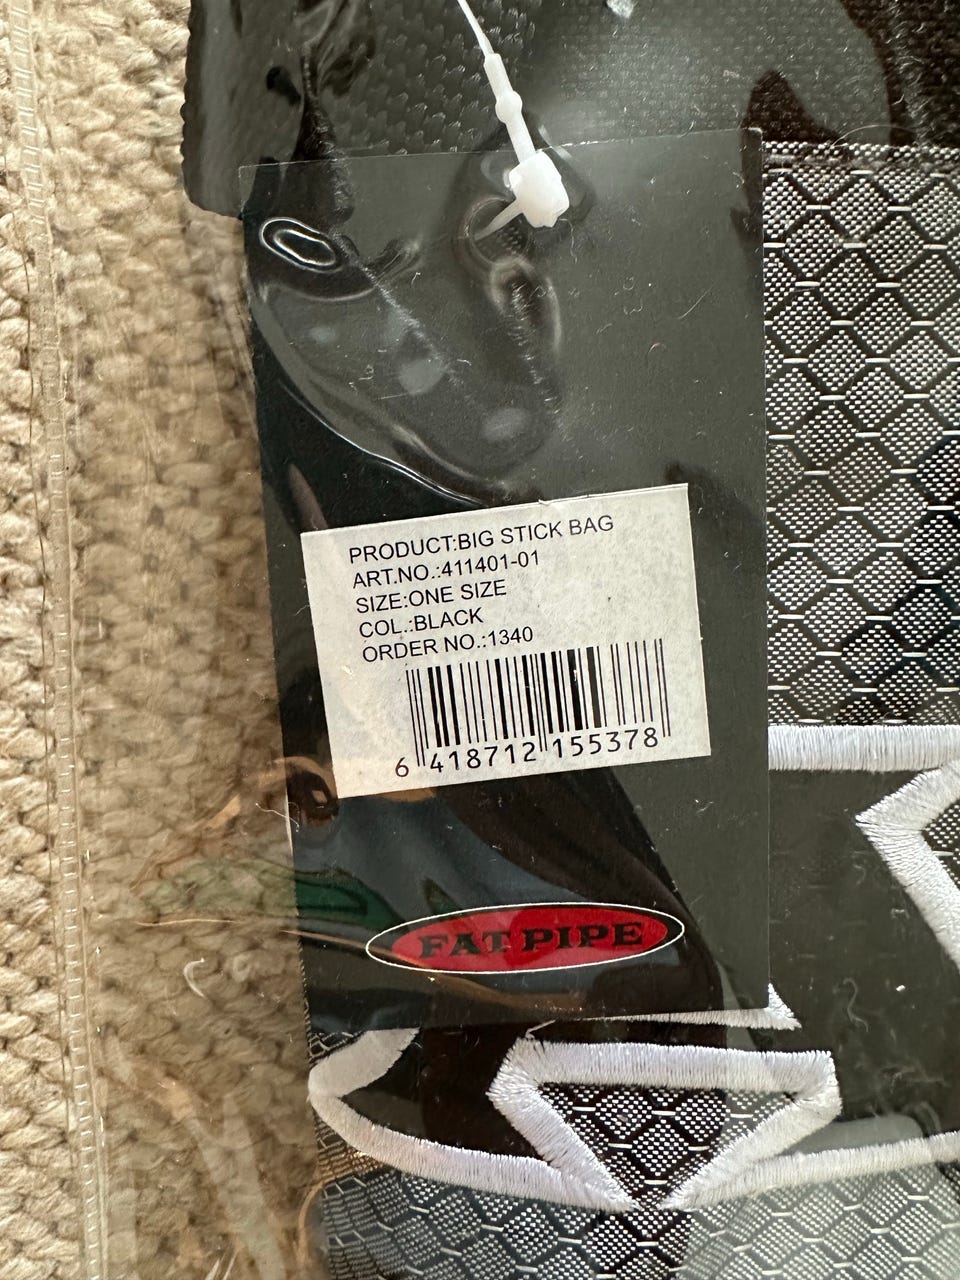 PRODUCT:BIG STICK BAG
ART.NO.:411401-01
SIZE:ONE SIZE
COL.:BLACK
ORDER NO.:1340
6 418712 155378
FAT PIPE